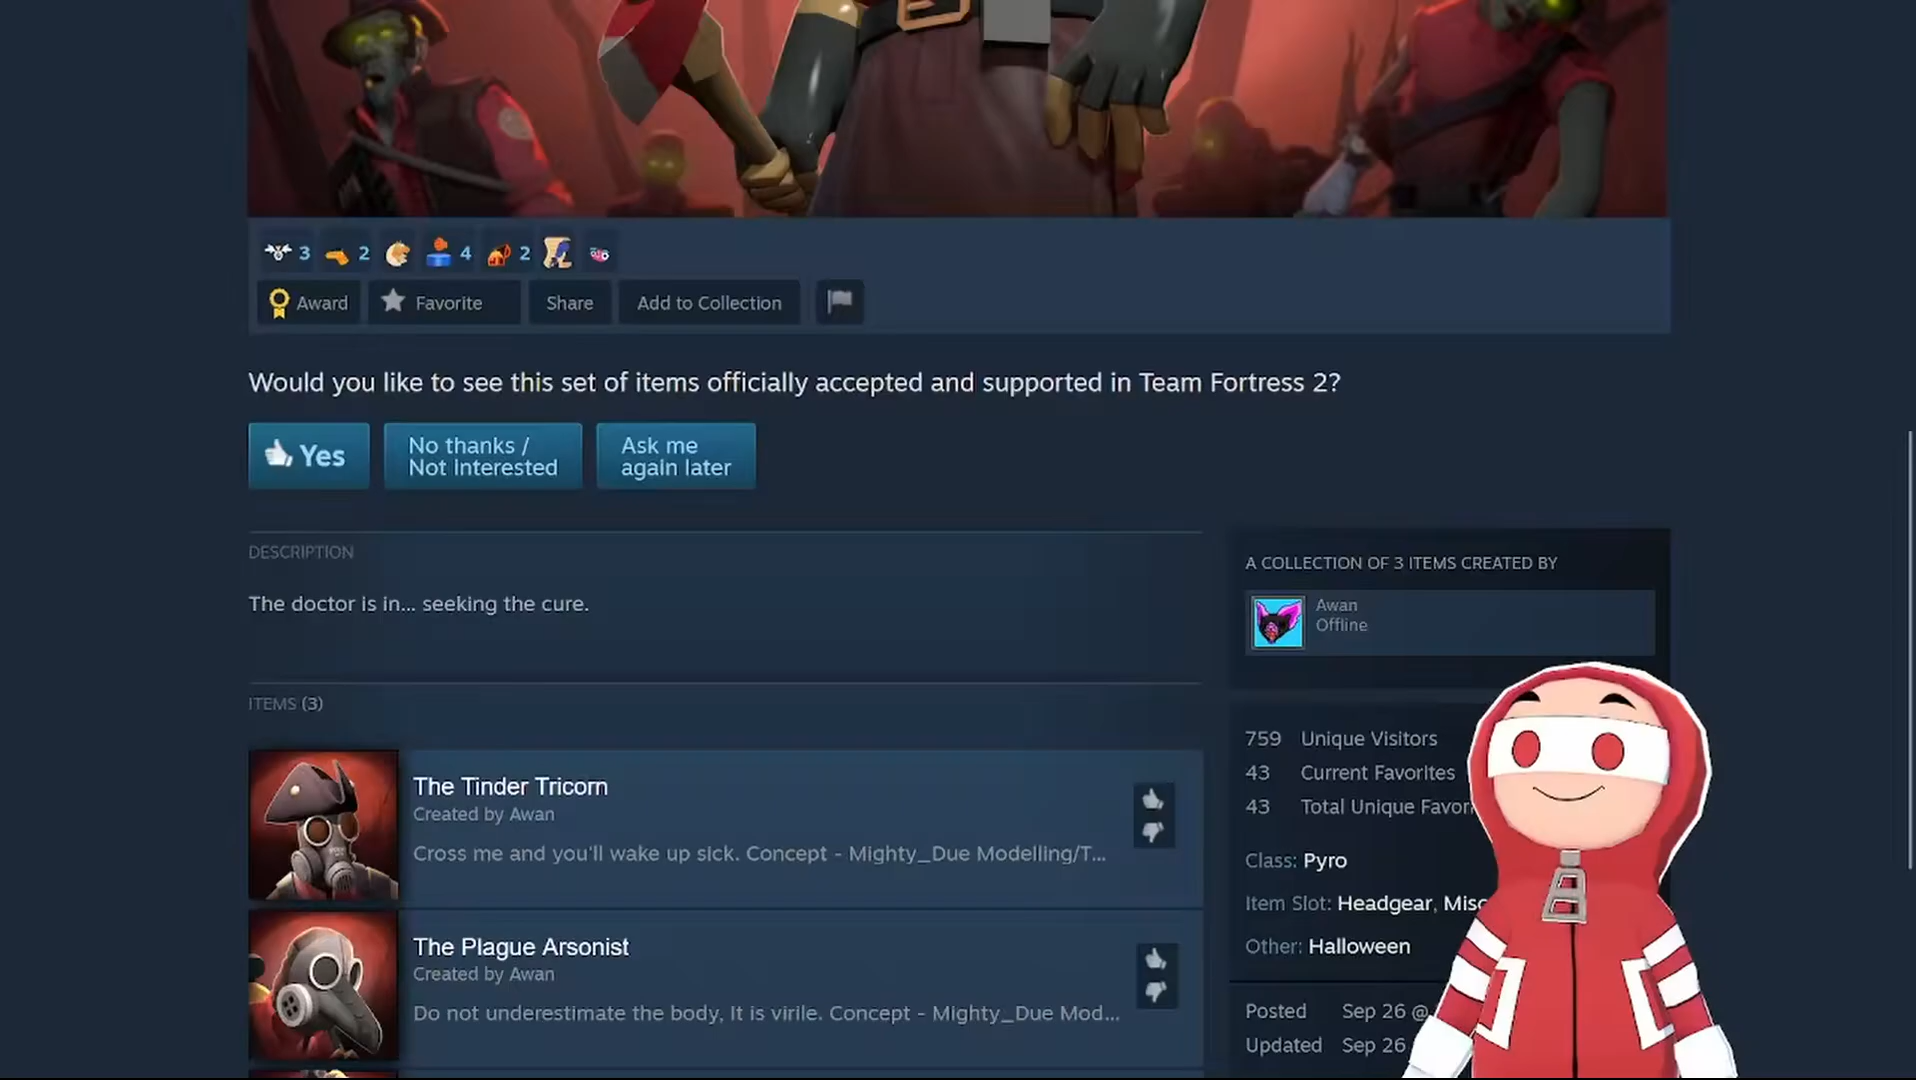 3 2 4 2
Award Favorite Share Add to Collection
Would you like to see this set of items officially accepted and supported in Team Fortress 2?
Yes
No thanks /
Not interested
Ask me
again later
DESCRIPTION
The doctor is in... seeking the cure.
A COLLECTION OF 3 ITEMS CREATED BY
Awan
Offline
ITEMS (3)
The Tinder Tricorn
Created by Awan
Cross me and you'll wake up sick. Concept - Mighty_Due Modelling/T...
The Plague Arsonist
Created by Awan
Do not underestimate the body, It is virile. Concept - Mighty_Due Mod...
759 Unique Visitors
43 Current Favorites
43 Total Unique Favor
Class: Pyro
Item Slot: Headgear, Misc
Other: Halloween
Posted Sep 26 @
Updated Sep 26